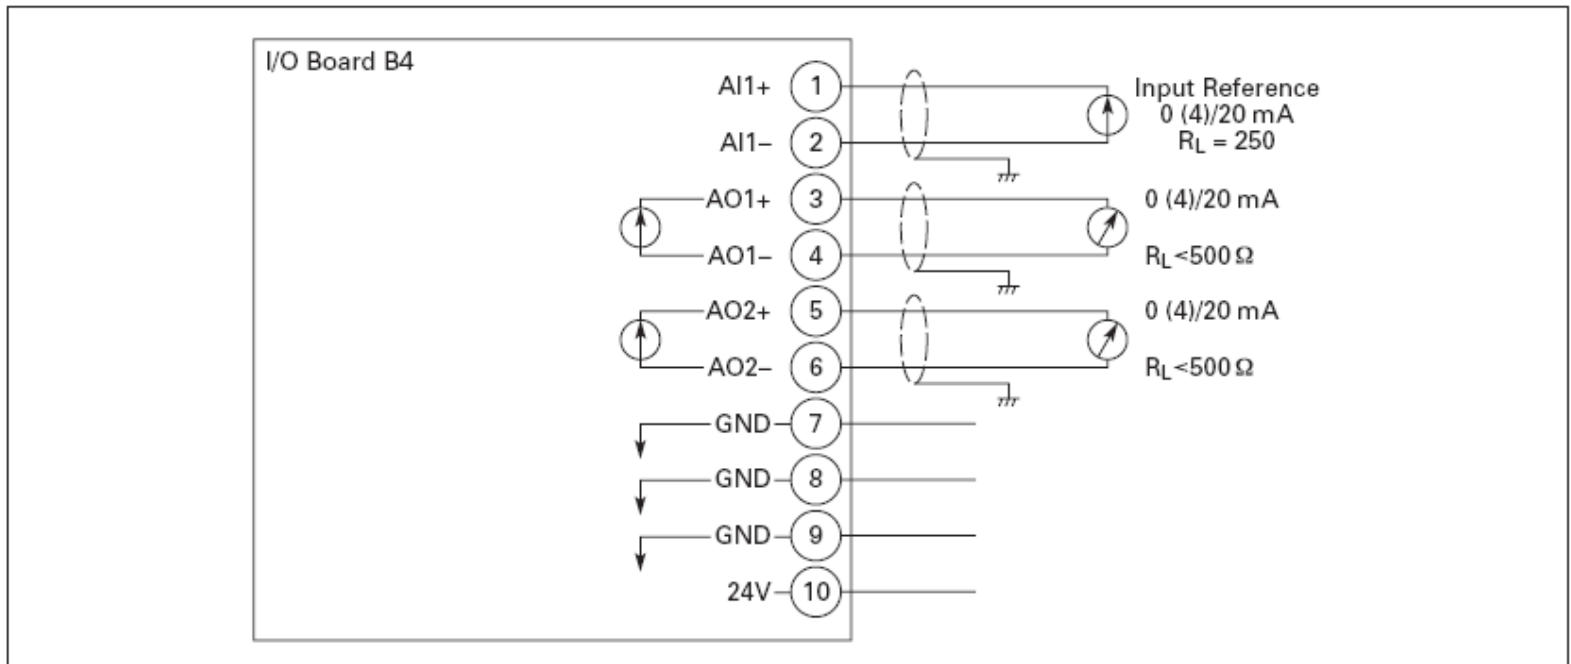 I/O Board B4
AI1+ 1
Input Reference
0 (4)/20 mA
AI1– 2
RL = 250
AO1+ 3
0 (4)/20 mA
AO1– 4
RL<500 Ω
AO2+ 5
0 (4)/20 mA
AO2– 6
RL<500 Ω
GND 7
GND 8
GND 9
24V 10